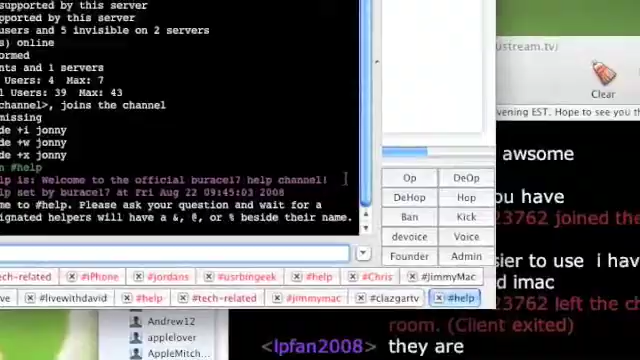 supported by this server
pported by this server
users and 5 invisible on 2 servers
s) online
ormed
nts and 1 servers
Users: 4 Max: 7
l Users: 39 Max: 43
channel>, joins the channel
missing
de +i jonny
de +w jonny
de +x jonny
n #help
lp is: Welcome to the official burace17 help channel!
lp set by burace17 at Fri Aug 22 09:45:03 2008
me to #help. Please ask your question and wait for a
ignated helpers will have a &, @, or % beside their name.
Op DeOp
DeHop Hop
Ban Kick
devoice Voice
Founder Admin
tech-related #iPhone #jordans #usrbingeek #help #Chris #JimmyMac
ve #livewithdavid #help #tech-related #jimmymac #clazgartv #help
Andrew12
applelover
AppleMitch...
ustream.tv)
Clear
vening EST. Hope to see you th
awsome
ou have
23762 joined the
sier to use i hav
d imac
23762 left the ch
room. (Client exited)
<lpfan2008> they are